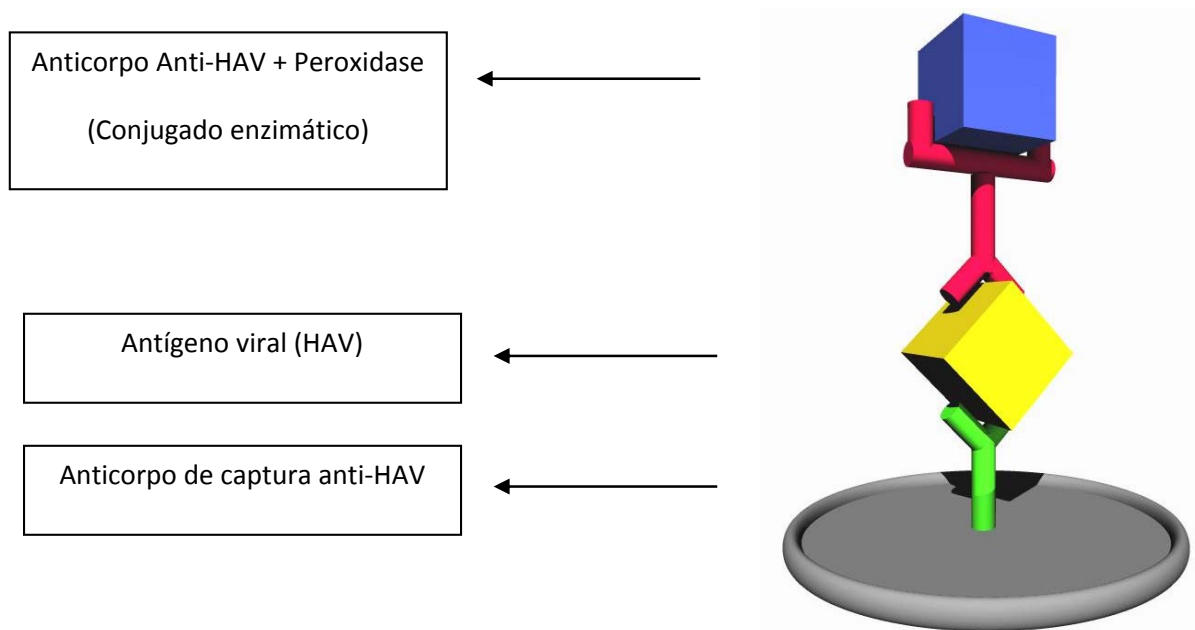 Anticorpo Anti-HAV + Peroxidase
(Conjugado enzimático)
Antígeno viral (HAV)
Anticorpo de captura anti-HAV